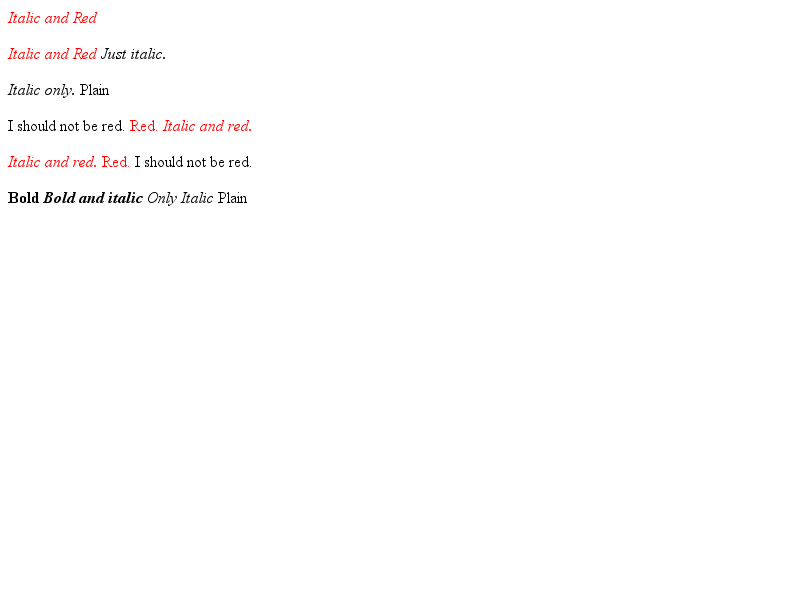 Italic and Red
Italic and Red Just italic.
Italic only. Plain
I should not be red. Red. Italic and red.
Italic and red. Red. I should not be red.
Bold Bold and italic Only Italic Plain